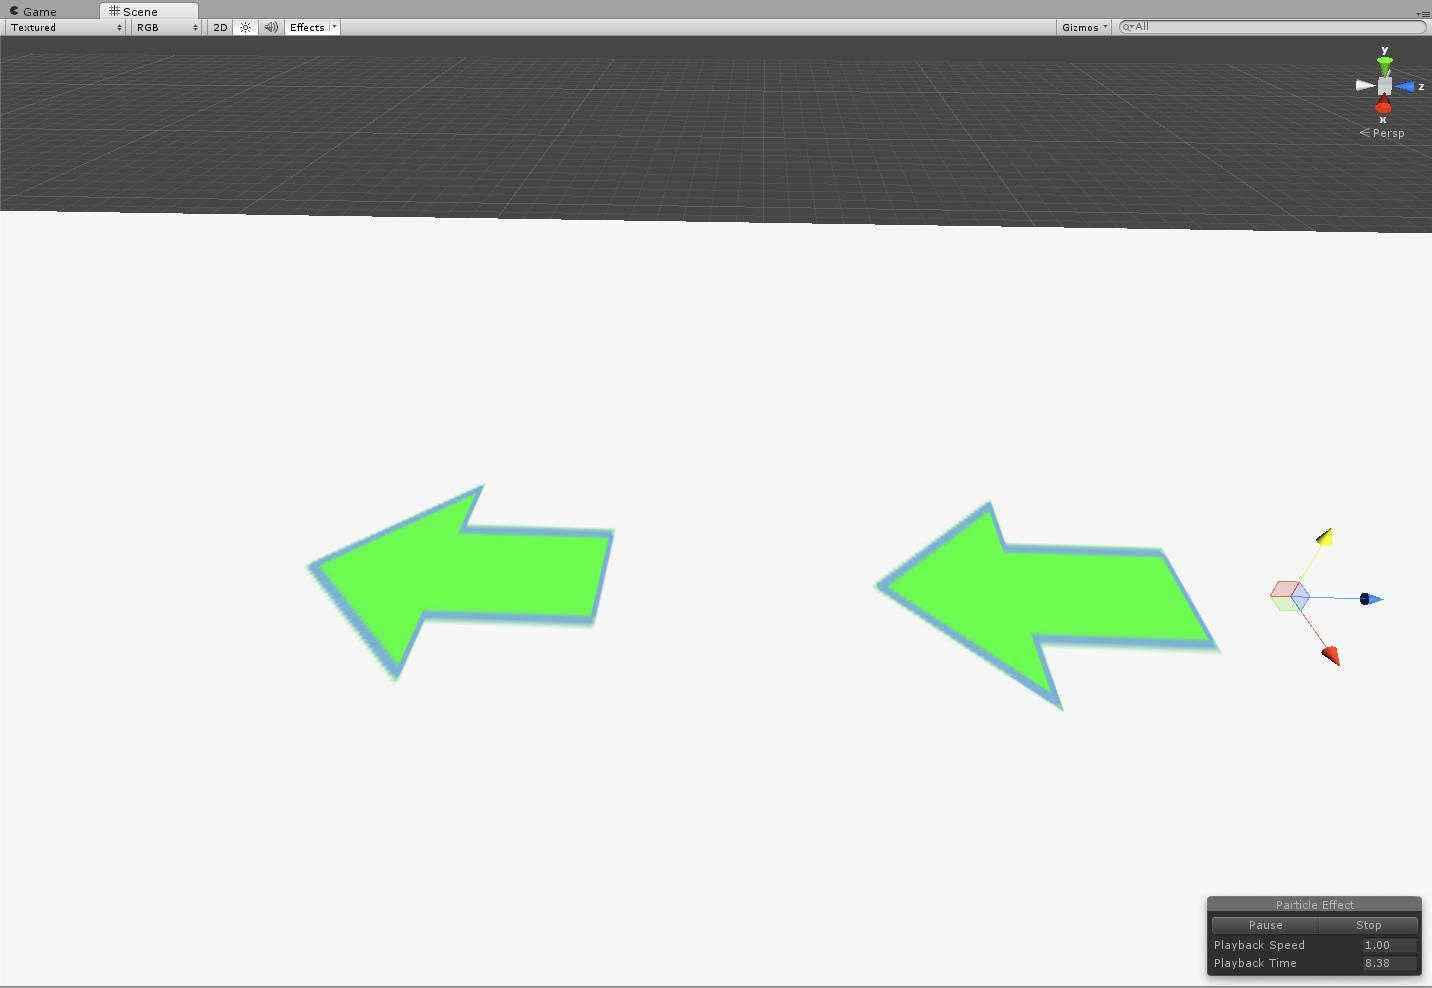 Game Scene
Textured RGB 2D Effects Gizmos All
y
z
x
Persp
Particle Effect
Pause Stop
Playback Speed 1.00
Playback Time 8.38